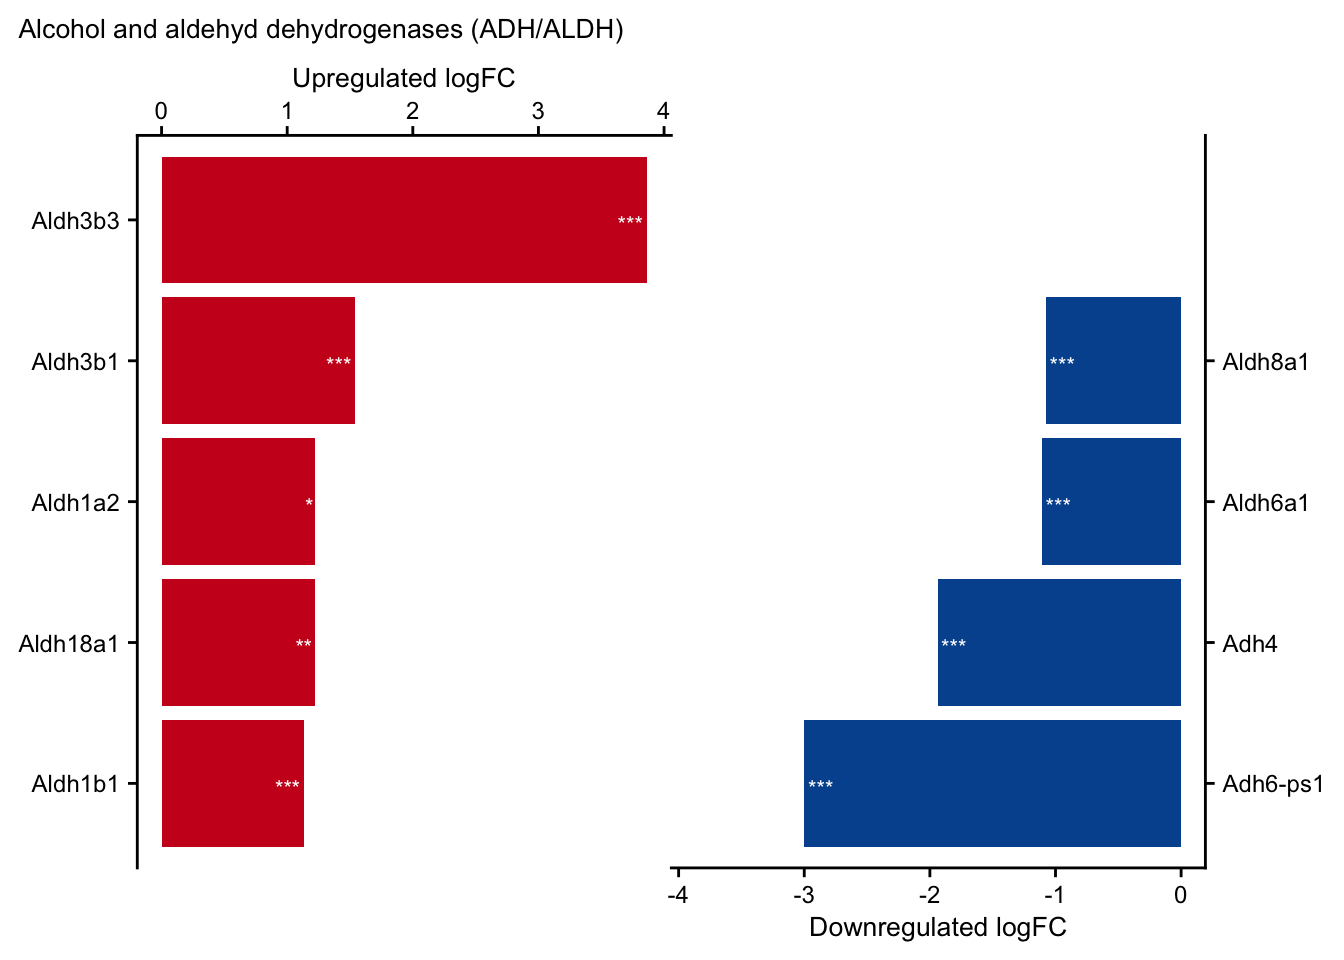 Alcohol and aldehyd dehydrogenases (ADH/ALDH)
Upregulated logFC
0 1 2 3 4
Aldh3b3 ***
Aldh3b1 *** *** Aldh8a1
Aldh1a2 * *** Aldh6a1
Aldh18a1 ** *** Adh4
Aldh1b1 *** *** Adh6-ps1
-4 -3 -2 -1 0
Downregulated logFC